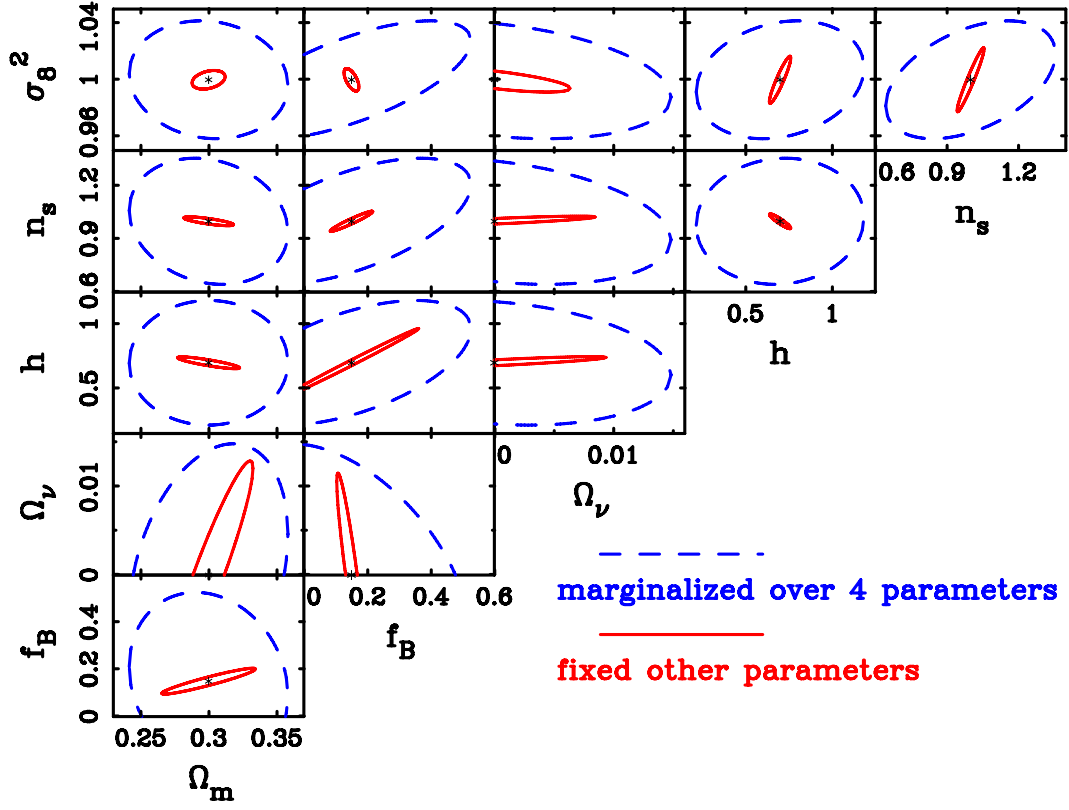 σ₈² 0.96 1 1.04
0.6 0.9 1.2
n_s
n_s 0.6 0.9 1.2
0.5 1
h
h 0.5 1
0 0.01
Ω_ν
Ω_ν 0 0.01
0 0.2 0.4 0.6
f_B
marginalized over 4 parameters
fixed other parameters
f_B 0 0.2 0.4
0.25 0.3 0.35
Ω_m